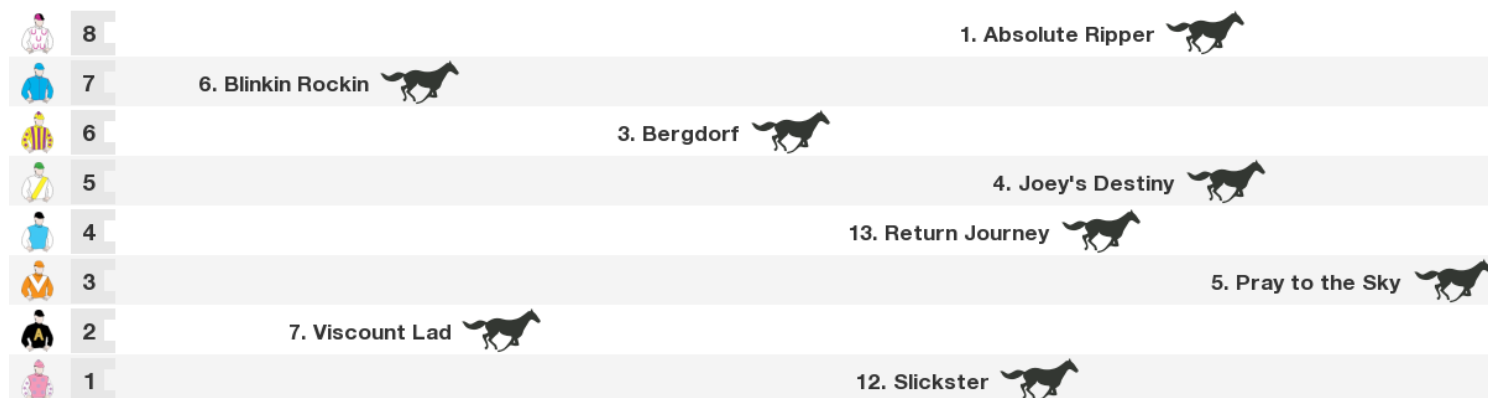 8 1. Absolute Ripper
7 6. Blinkin Rockin
6 3. Bergdorf
5 4. Joey's Destiny
4 13. Return Journey
3 5. Pray to the Sky
A 2 7. Viscount Lad
1 12. Slickster